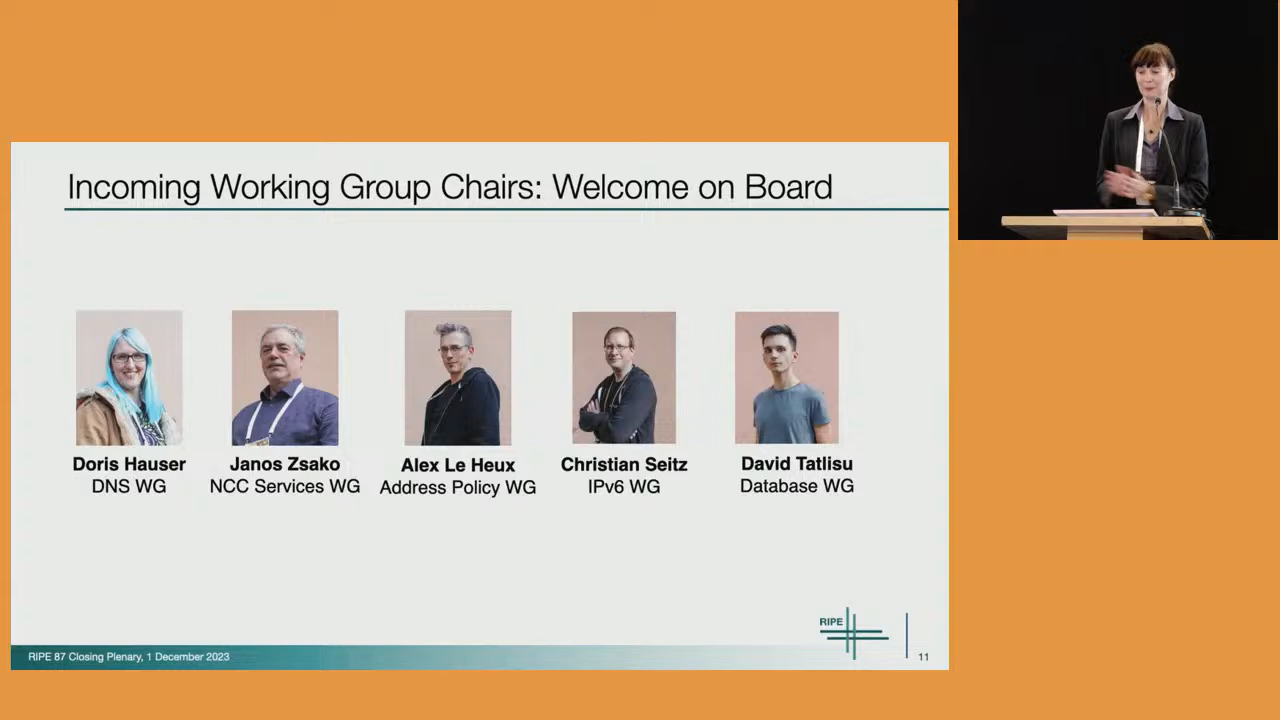 Incoming Working Group Chairs: Welcome on Board
Doris Hauser
DNS WG
Janos Zsako
NCC Services WG
Alex Le Heux
Address Policy WG
Christian Seitz
IPv6 WG
David Tatlisu
Database WG
RIPE
RIPE 87 Closing Plenary, 1 December 2023
11